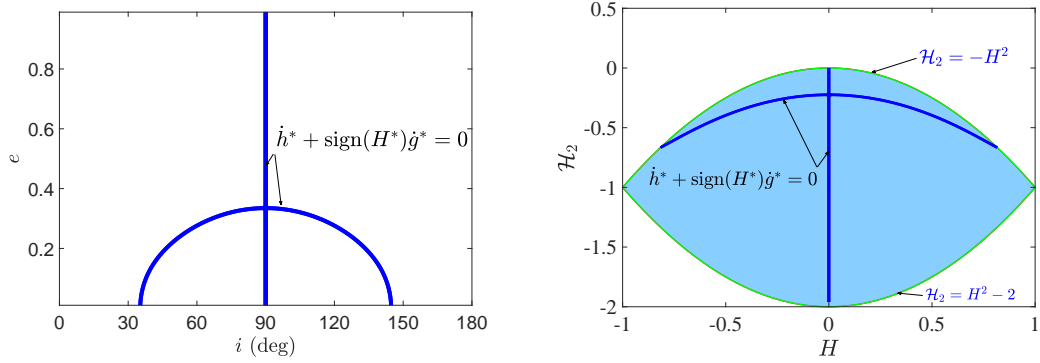 0.8
0.6
0.4
0.2
e
ḣ* + sign(H*)ġ* = 0
0 30 60 90 120 150 180
i (deg)
0.5
0
-0.5
-1
-1.5
-2
ℋ₂
ℋ₂ = −H²
ḣ* + sign(H*)ġ* = 0
ℋ₂ = H² − 2
-1 -0.5 0 0.5 1
H